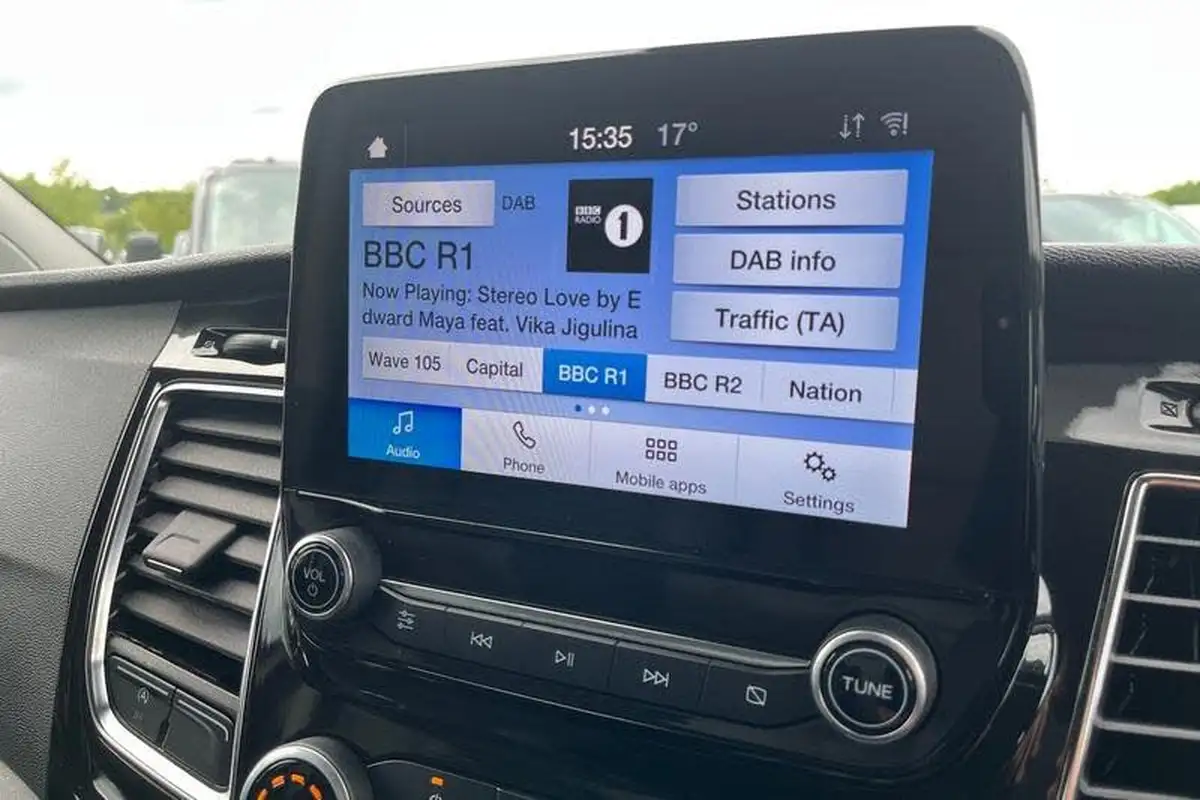 15:35 17°
Sources DAB
BBC
RADIO
1
Stations
BBC R1
DAB info
Now Playing: Stereo Love by E
dward Maya feat. Vika Jigulina
Traffic (TA)
Wave 105 Capital BBC R1 BBC R2 Nation
Audio Phone Mobile apps Settings
VOL
TUNE
A